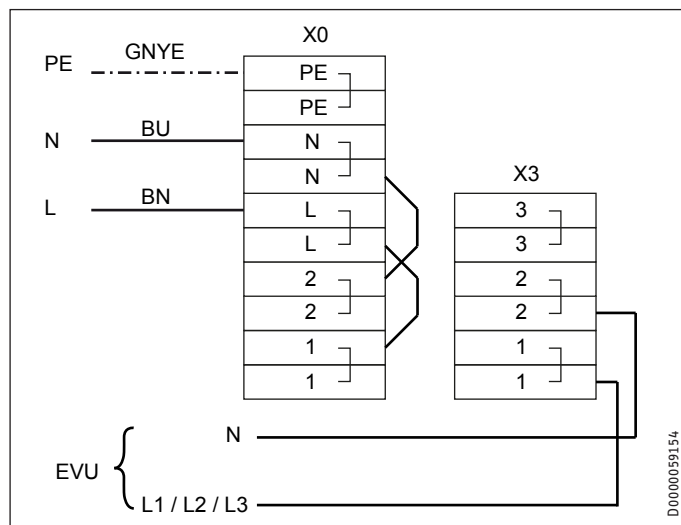 X0
PE GNYE PE
PE
N BU N
N
L BN L
L
2
2
1
1
X3
3
3
2
2
1
1
EVU
N
L1 / L2 / L3
D0000059154